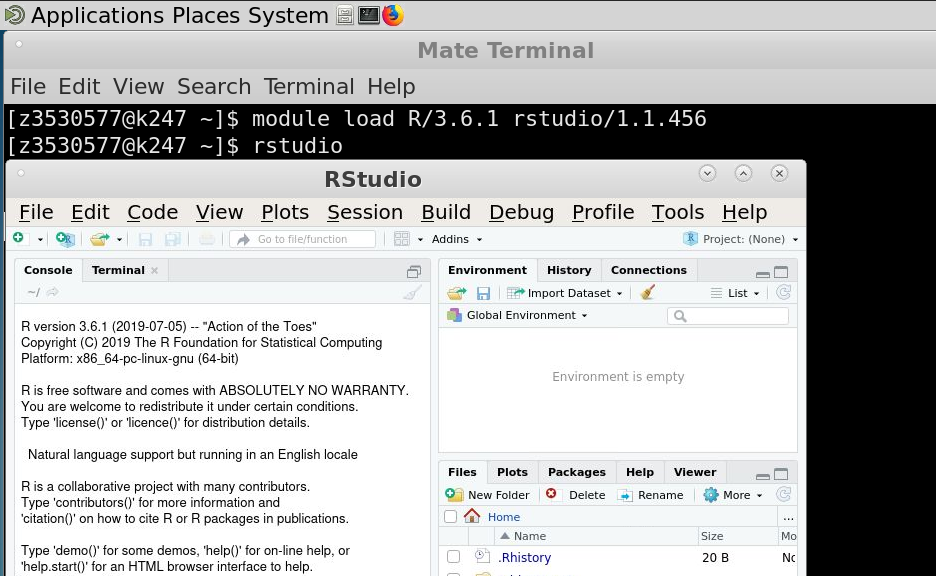 Applications Places System
Mate Terminal
File Edit View Search Terminal Help
[z3530577@k247 ~]$ module load R/3.6.1 rstudio/1.1.456
[z3530577@k247 ~]$ rstudio
RStudio
File Edit Code View Plots Session Build Debug Profile Tools Help
Go to file/function Addins Project: (None)
Console Terminal
~/
R version 3.6.1 (2019-07-05) -- "Action of the Toes"
Copyright (C) 2019 The R Foundation for Statistical Computing
Platform: x86_64-pc-linux-gnu (64-bit)
R is free software and comes with ABSOLUTELY NO WARRANTY.
You are welcome to redistribute it under certain conditions.
Type 'license()' or 'licence()' for distribution details.
Natural language support but running in an English locale
R is a collaborative project with many contributors.
Type 'contributors()' for more information and
'citation()' on how to cite R or R packages in publications.
Type 'demo()' for some demos, 'help()' for on-line help, or
'help.start()' for an HTML browser interface to help.
Environment History Connections
Import Dataset List
Global Environment
Environment is empty
Files Plots Packages Help Viewer
New Folder Delete Rename More
Home ...
Name Size Mo
.Rhistory 20 B